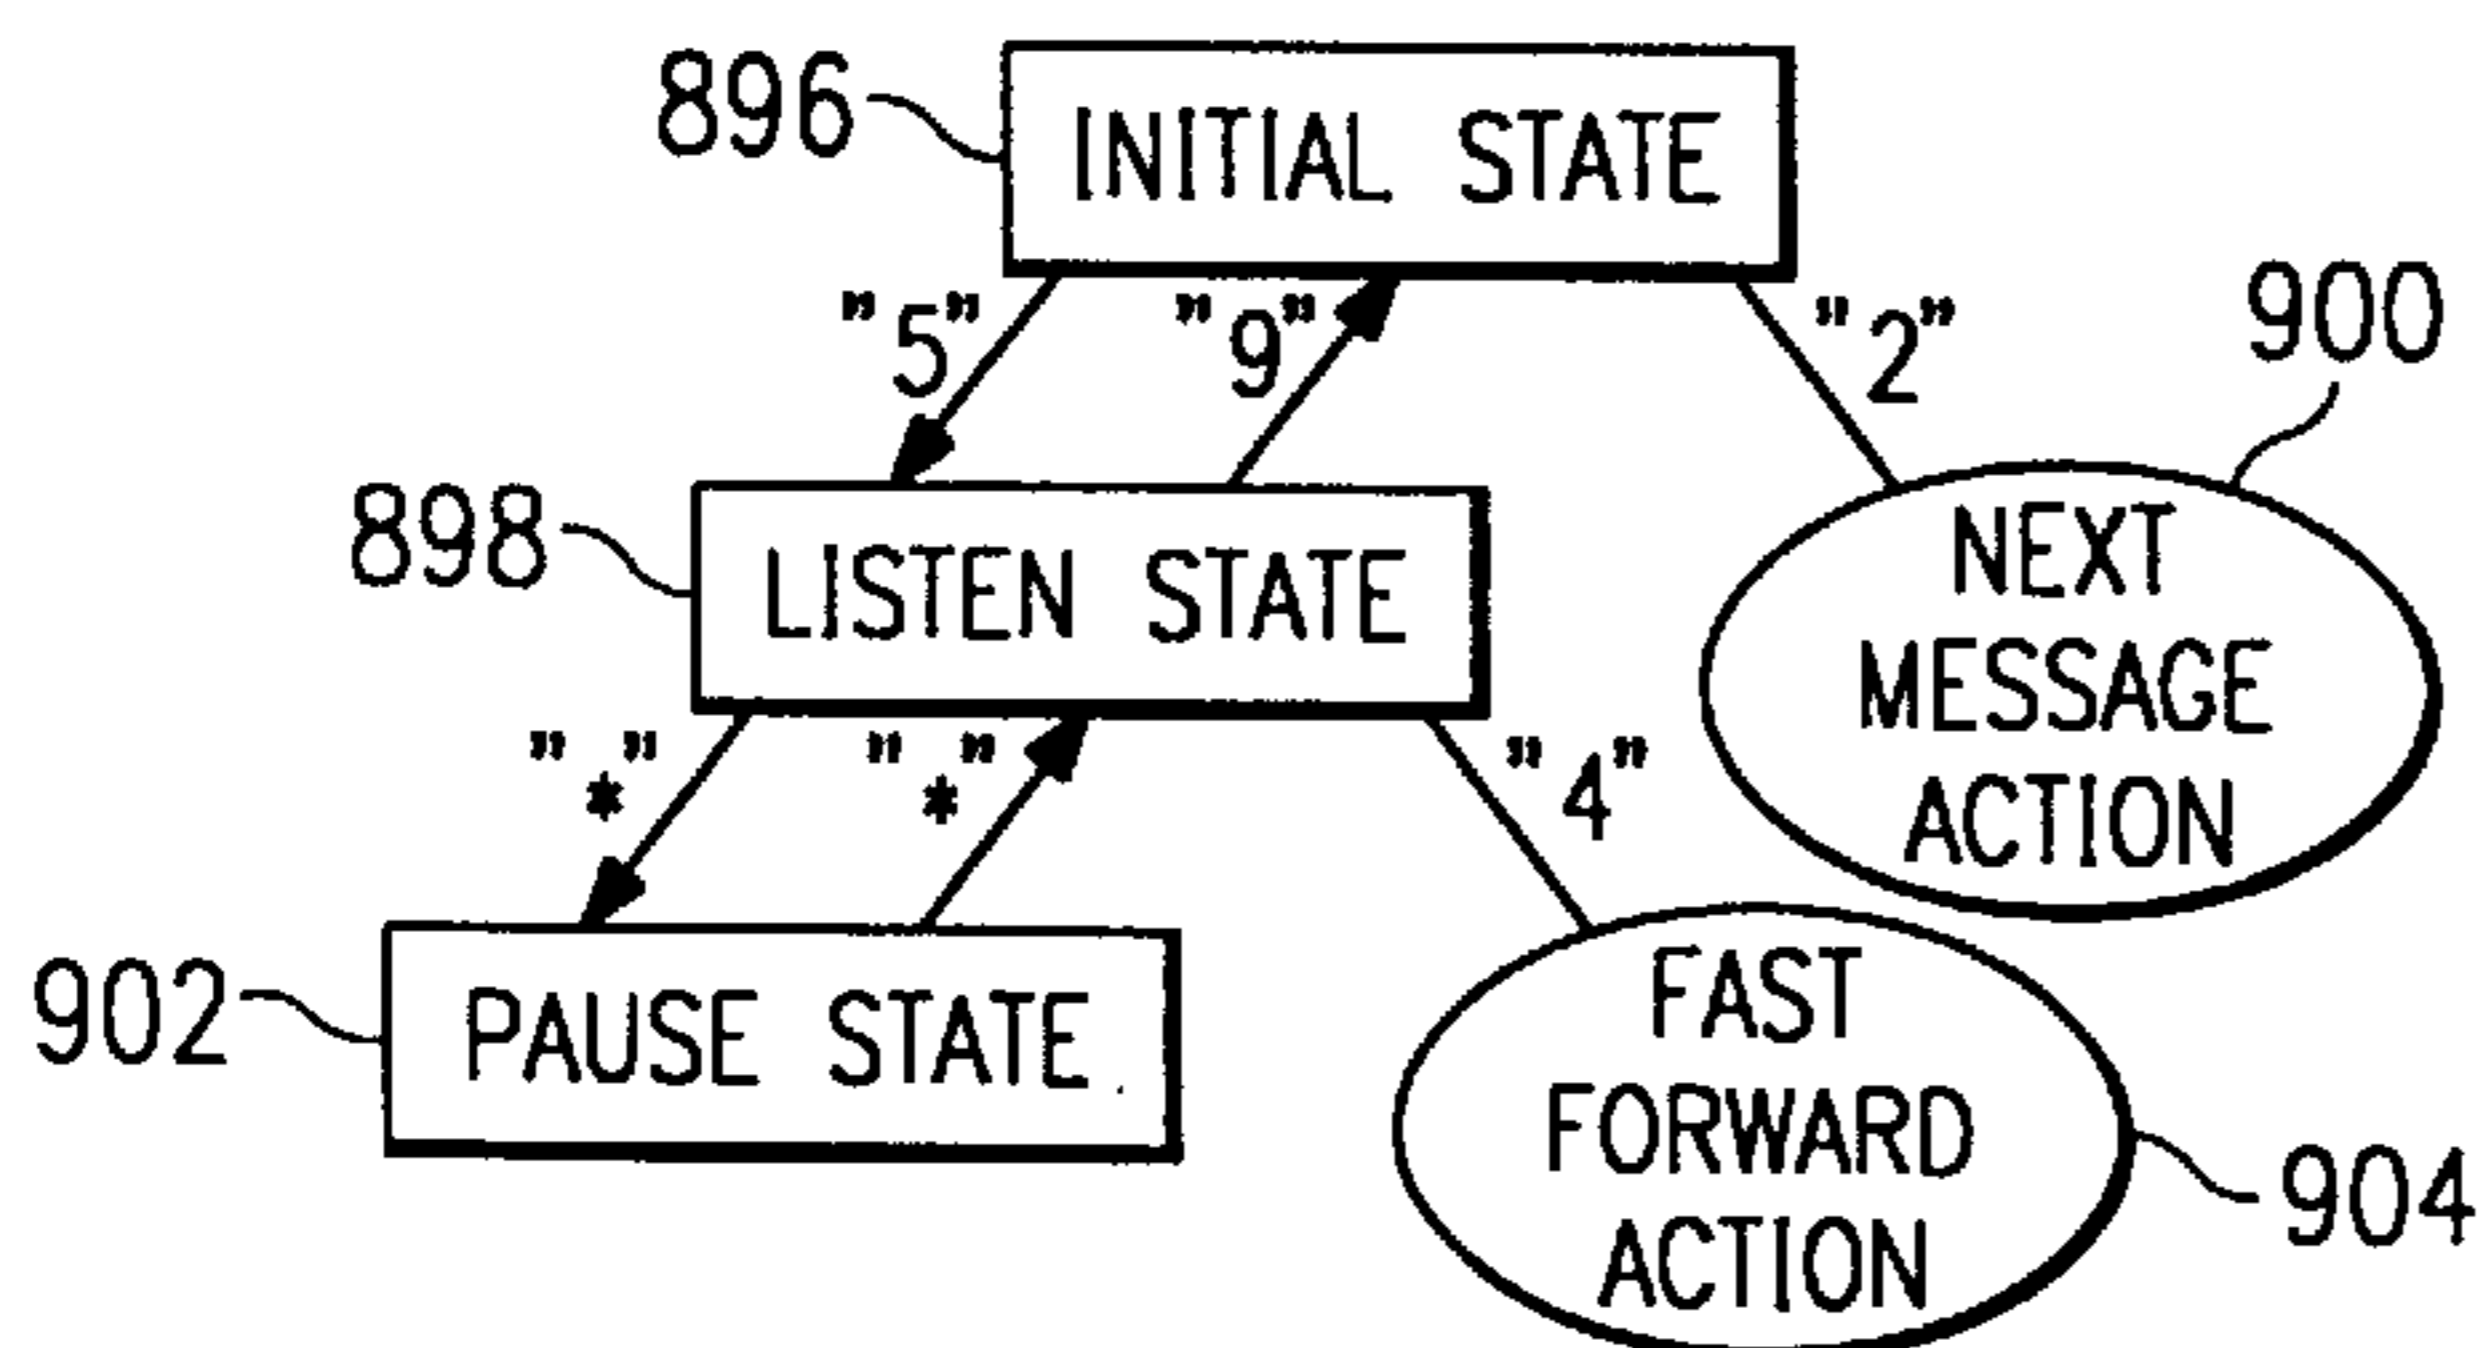 896
INITIAL STATE
"5"
"9"
"2"
900
898
LISTEN STATE
NEXT
MESSAGE
ACTION
"*"
"*"
"4"
902
PAUSE STATE
FAST
FORWARD
ACTION
904